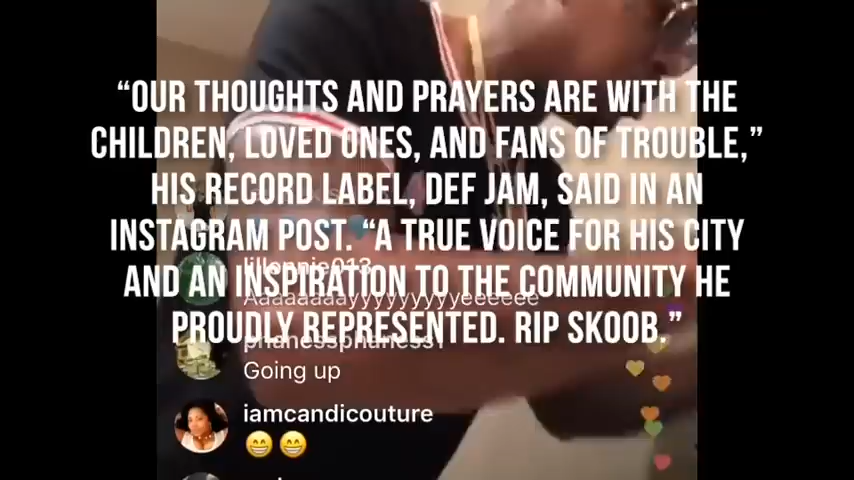 “OUR THOUGHTS AND PRAYERS ARE WITH THE
CHILDREN, LOVED ONES, AND FANS OF TROUBLE,”
HIS RECORD LABEL, DEF JAM, SAID IN AN
INSTAGRAM POST. “A TRUE VOICE FOR HIS CITY
AND AN INSPIRATION TO THE COMMUNITY HE
PROUDLY REPRESENTED. RIP SKOOB.”
Aaaaaaaayyyyyyyyyeeeeee
Going up
iamcandicouture